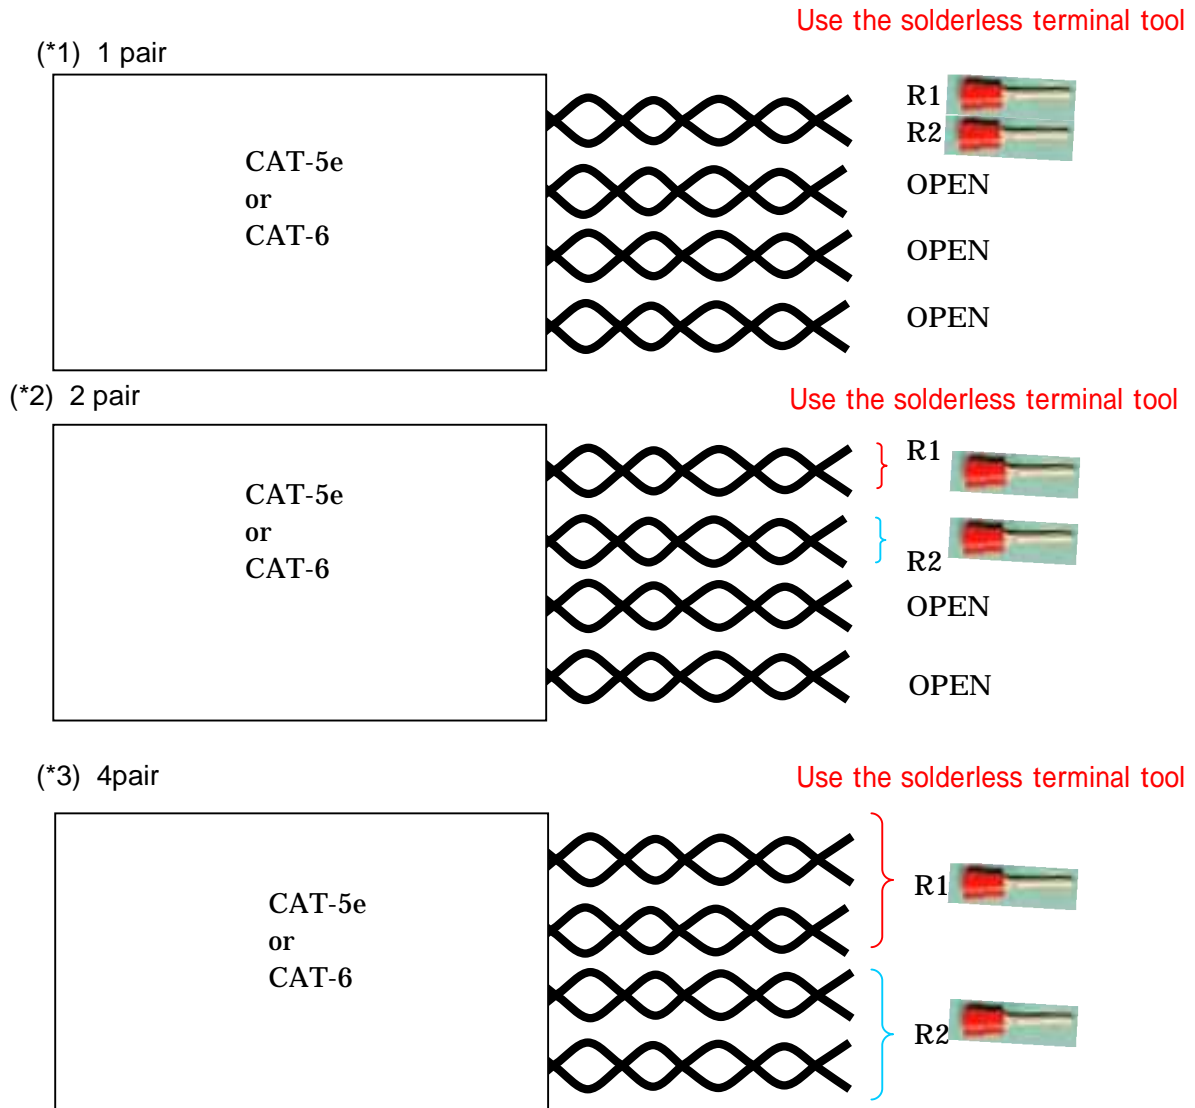 Use the solderless terminal tool
(*1) 1 pair
R1
R2
CAT-5e
or
CAT-6
OPEN
OPEN
OPEN
(*2) 2 pair
Use the solderless terminal tool
R1
CAT-5e
or
CAT-6
R2
OPEN
OPEN
(*3) 4pair
Use the solderless terminal tool
R1
CAT-5e
or
CAT-6
R2